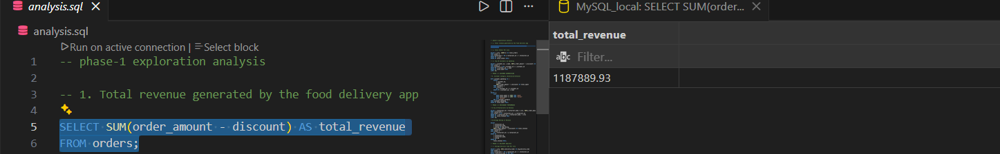 analysis.sql
MySQL_local: SELECT SUM(order...
analysis.sql
Run on active connection | Select block
1 -- phase-1 exploration analysis
2
3 -- 1. Total revenue generated by the food delivery app
4
5 SELECT SUM(order_amount - discount) AS total_revenue
6 FROM orders;
total_revenue
abc Filter...
1187889.93